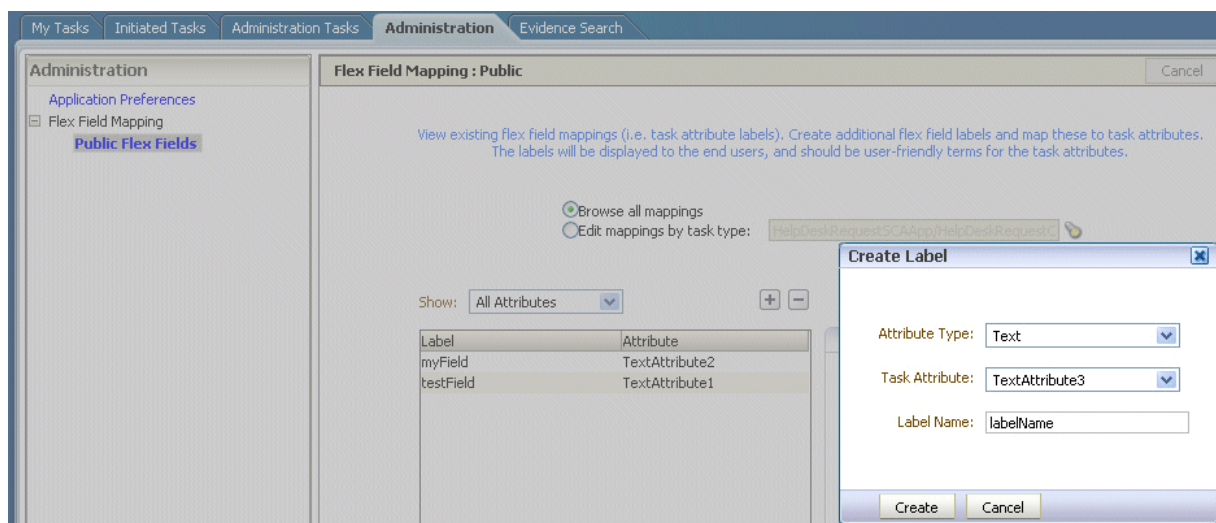 My Tasks Initiated Tasks Administration Tasks Administration Evidence Search
Administration
Application Preferences
Flex Field Mapping
Public Flex Fields
Flex Field Mapping : Public
Cancel
View existing flex field mappings (i.e. task attribute labels). Create additional flex field labels and map these to task attributes.
The labels will be displayed to the end users, and should be user-friendly terms for the task attributes.
Browse all mappings
Edit mappings by task type: HelpDeskRequestSCAApp/HelpDeskRequestC
Show: All Attributes
Label Attribute
myField TextAttribute2
testField TextAttribute1
Create Label
Attribute Type: Text
Task Attribute: TextAttribute3
Label Name: labelName
Create Cancel